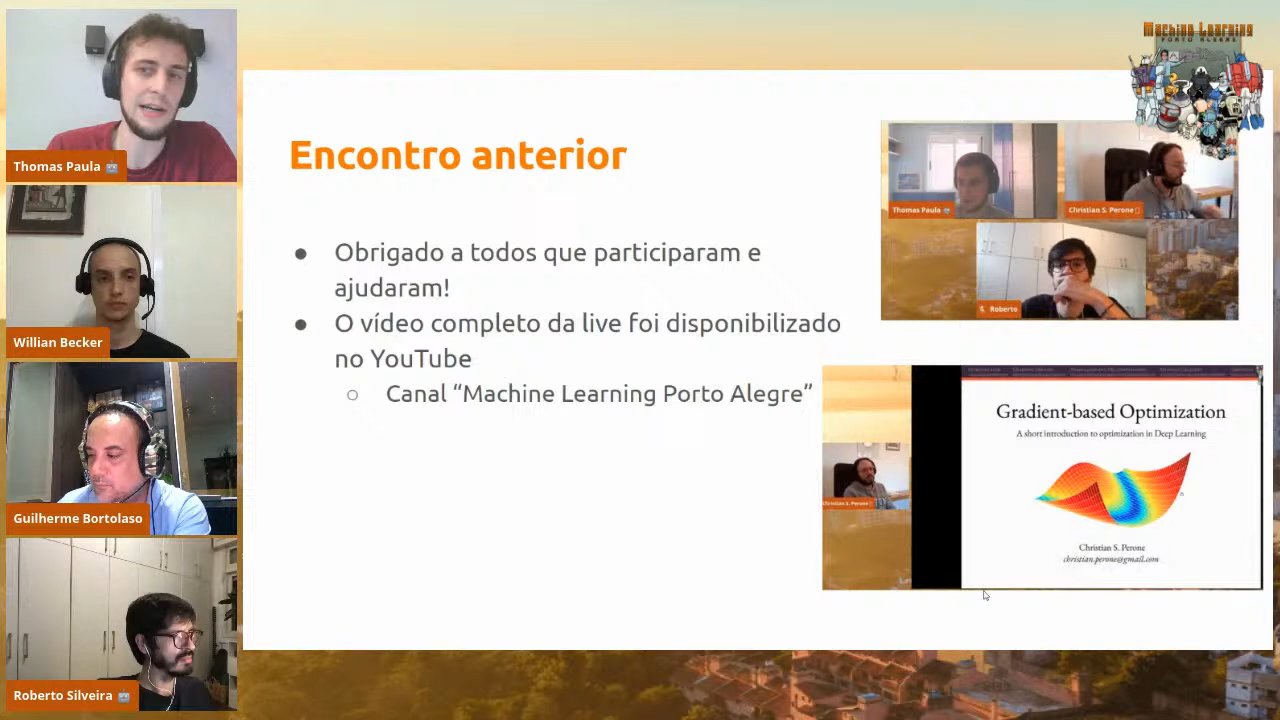 Machine Learning
PORTO ALEGRE
Thomas Paula
Willian Becker
Guilherme Bortolaso
Roberto Silveira
Encontro anterior
● Obrigado a todos que participaram e
ajudaram!
● O vídeo completo da live foi disponibilizado
no YouTube
○ Canal “Machine Learning Porto Alegre”
Thomas Paula
Christian S. Perone
Roberto
Christian S. Perone
Gradient-based Optimization
A short introduction to optimization in Deep Learning
Christian S. Perone
christian.perone@gmail.com